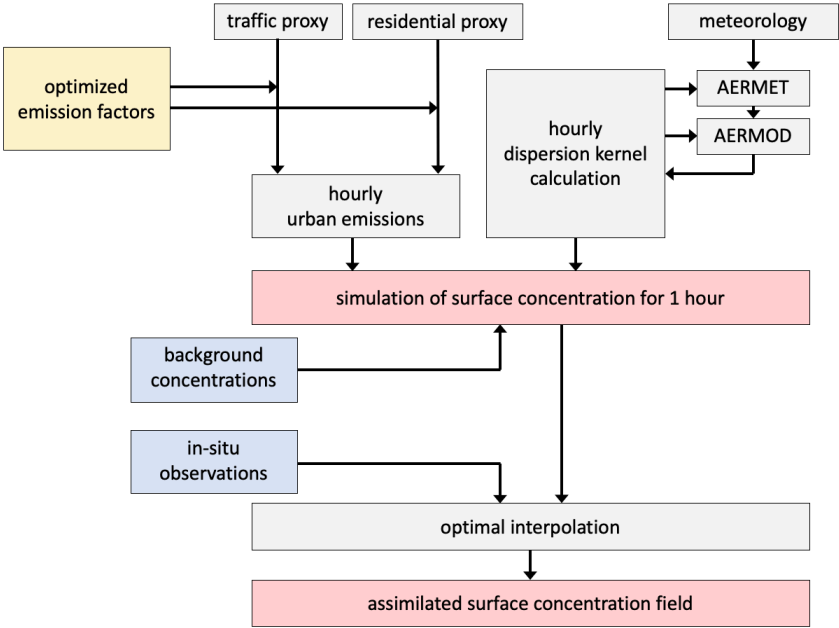 traffic proxy
residential proxy
meteorology
optimized
emission factors
AERMET
hourly
dispersion kernel
calculation
AERMOD
hourly
urban emissions
simulation of surface concentration for 1 hour
background
concentrations
in-situ
observations
optimal interpolation
assimilated surface concentration field